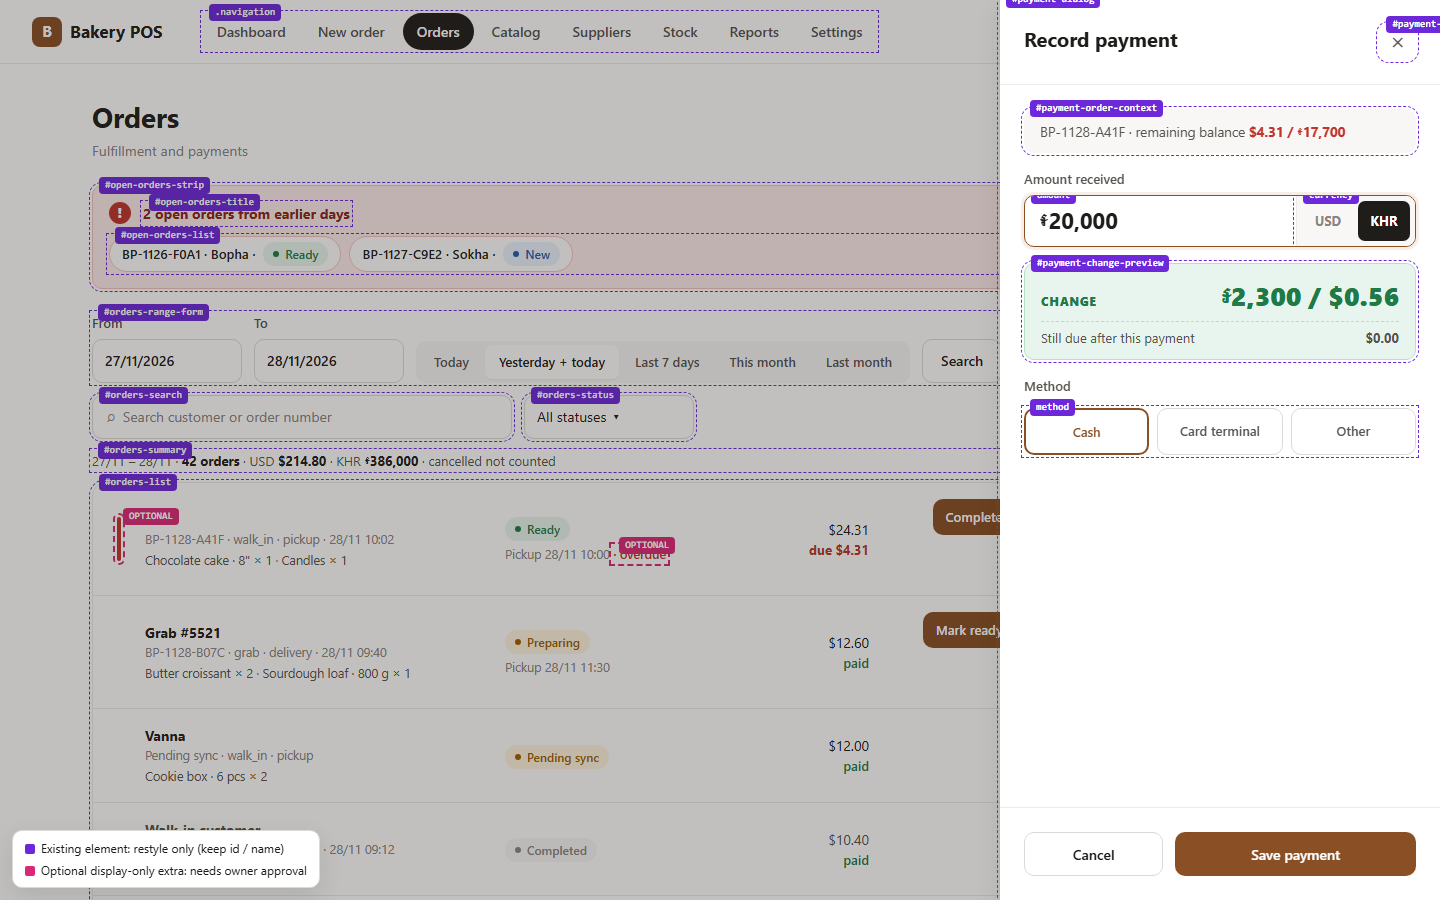 .navigation
B Bakery POS Dashboard New order Orders Catalog Suppliers Stock Reports Settings
Orders
Fulfillment and payments
#open-orders-strip
#open-orders-title
! 2 open orders from earlier days
#open-orders-list
BP-1126-F0A1 · Bopha · Ready BP-1127-C9E2 · Sokha · New
#orders-range-form
From To
27/11/2026 28/11/2026 Today Yesterday + today Last 7 days This month Last month Search
#orders-search #orders-status
Search customer or order number All statuses ▾
#orders-summary
27/11 – 28/11 · 42 orders · USD $214.80 · KHR ៛386,000 · cancelled not counted
#orders-list
OPTIONAL
BP-1128-A41F · walk_in · pickup · 28/11 10:02
Chocolate cake · 8" × 1 · Candles × 1
Ready
OPTIONAL
Pickup 28/11 10:00 · overdue
$24.31
due $4.31
Complete
Grab #5521
BP-1128-B07C · grab · delivery · 28/11 09:40
Butter croissant × 2 · Sourdough loaf · 800 g × 1
Preparing
Pickup 28/11 11:30
$12.60
paid
Mark ready
Vanna
Pending sync · walk_in · pickup
Cookie box · 6 pcs × 2
Pending sync
$12.00
paid
Walk-in customer
· 28/11 09:12
Completed
$10.40
paid
Existing element: restyle only (keep id / name)
Optional display-only extra: needs owner approval
#payment-dialog
#payment-
Record payment ×
#payment-order-context
BP-1128-A41F · remaining balance $4.31 / ៛17,700
Amount received
amount currency
៛20,000 USD KHR
#payment-change-preview
CHANGE ៛2,300 / $0.56
Still due after this payment $0.00
Method
method
Cash Card terminal Other
Cancel Save payment